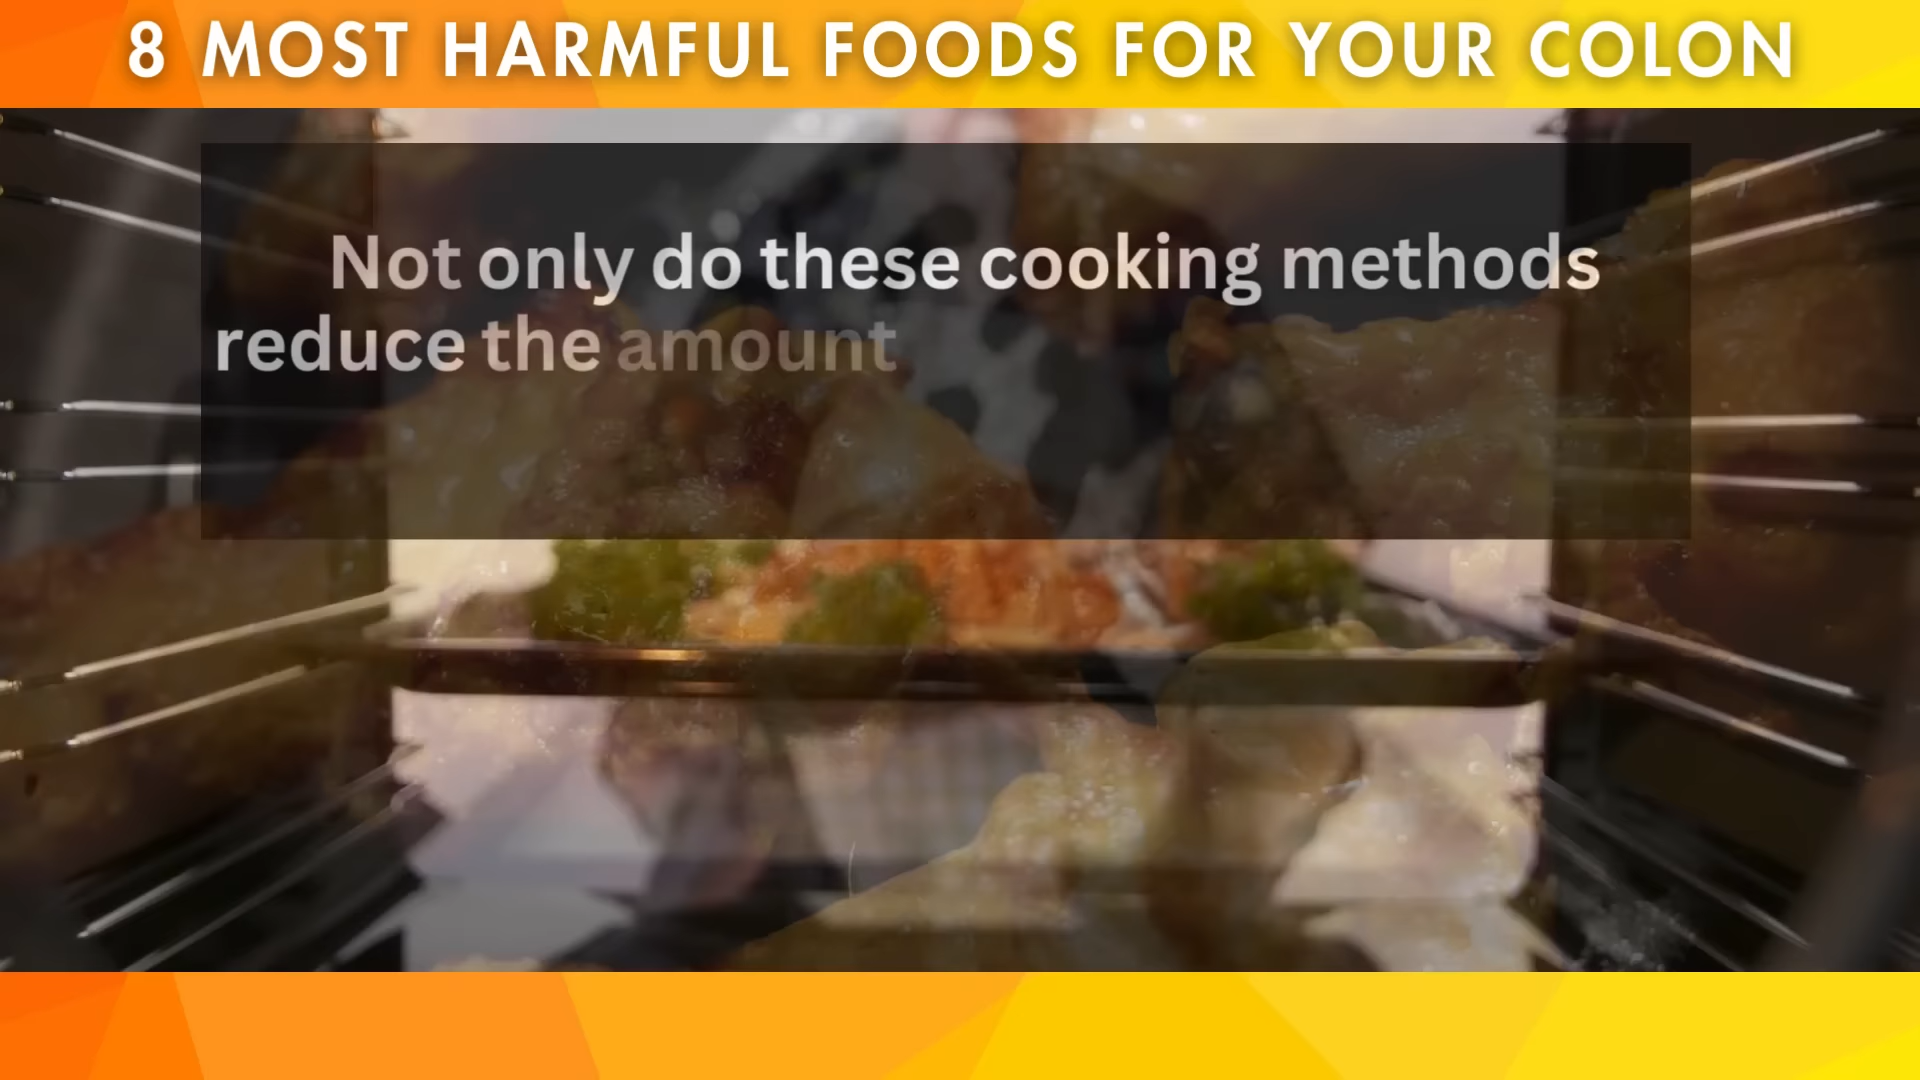 8 MOST HARMFUL FOODS FOR YOUR COLON
Not only do these cooking methods
reduce the amount